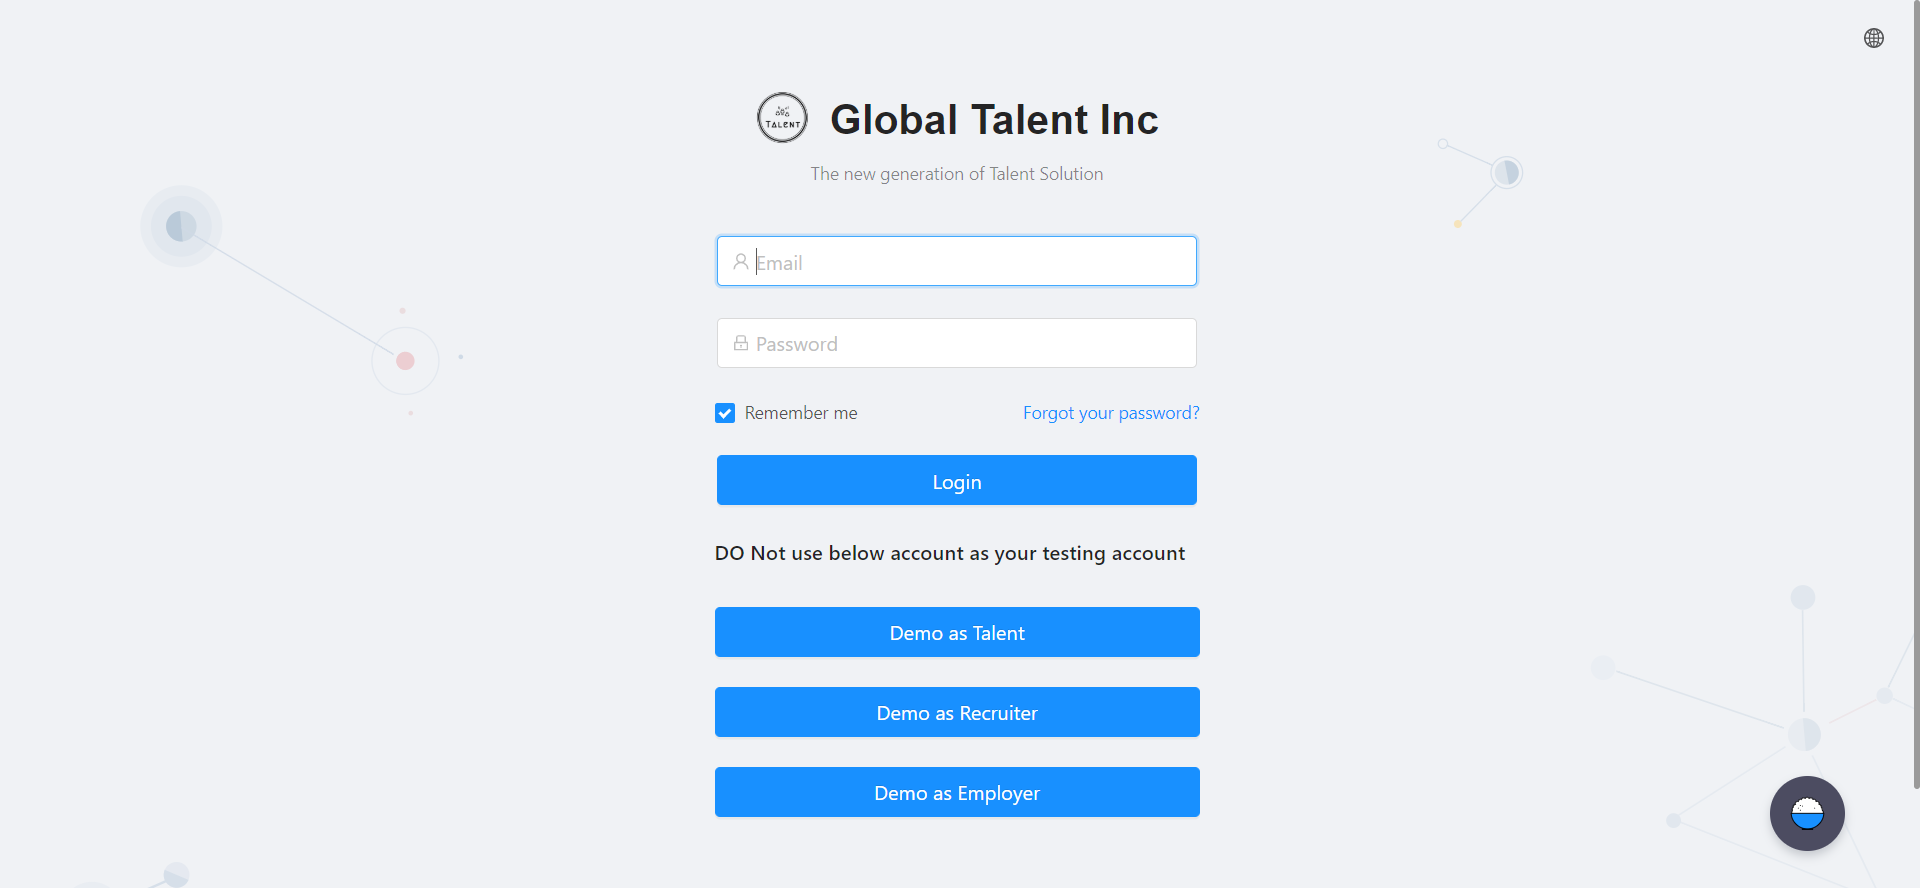 TALENT
Global Talent Inc
The new generation of Talent Solution
Email
Password
Remember me
Forgot your password?
Login
DO Not use below account as your testing account
Demo as Talent
Demo as Recruiter
Demo as Employer